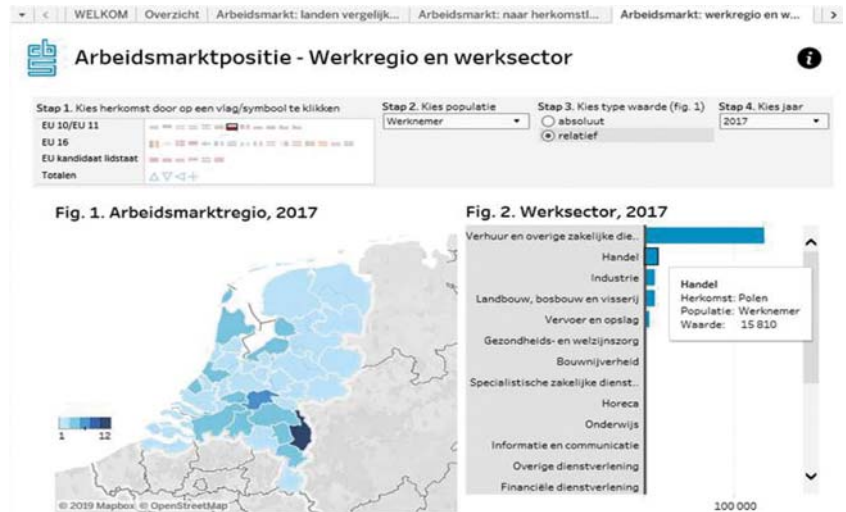 WELKOM
Overzicht
Arbeidsmarkt: landen vergelijk...
Arbeidsmarkt: naar herkomstl...
Arbeidsmarkt: werkregio en w...
Arbeidsmarktpositie - Werkregio en werksector
Stap 1. Kies herkomst door op een vlag/symbool te klikken
EU 10/EU 11
EU 16
EU kandidaat lidstaat
Totalen
Stap 2. Kies populatie
Werknemer
Stap 3. Kies type waarde (fig. 1)
absoluut
relatief
Stap 4. Kies jaar
2017
Fig. 1. Arbeidsmarktregio, 2017
1 12
© 2019 Mapbox © OpenStreetMap
Fig. 2. Werksector, 2017
Verhuur en overige zakelijke die..
Handel
Industrie
Landbouw, bosbouw en visserij
Vervoer en opslag
Gezondheids- en welzijnszorg
Bouwnijverheid
Specialistische zakelijke dienst..
Horeca
Onderwijs
Informatie en communicatie
Overige dienstverlening
Financiële dienstverlening
Handel
Herkomst: Polen
Populatie: Werknemer
Waarde: 15 810
100 000